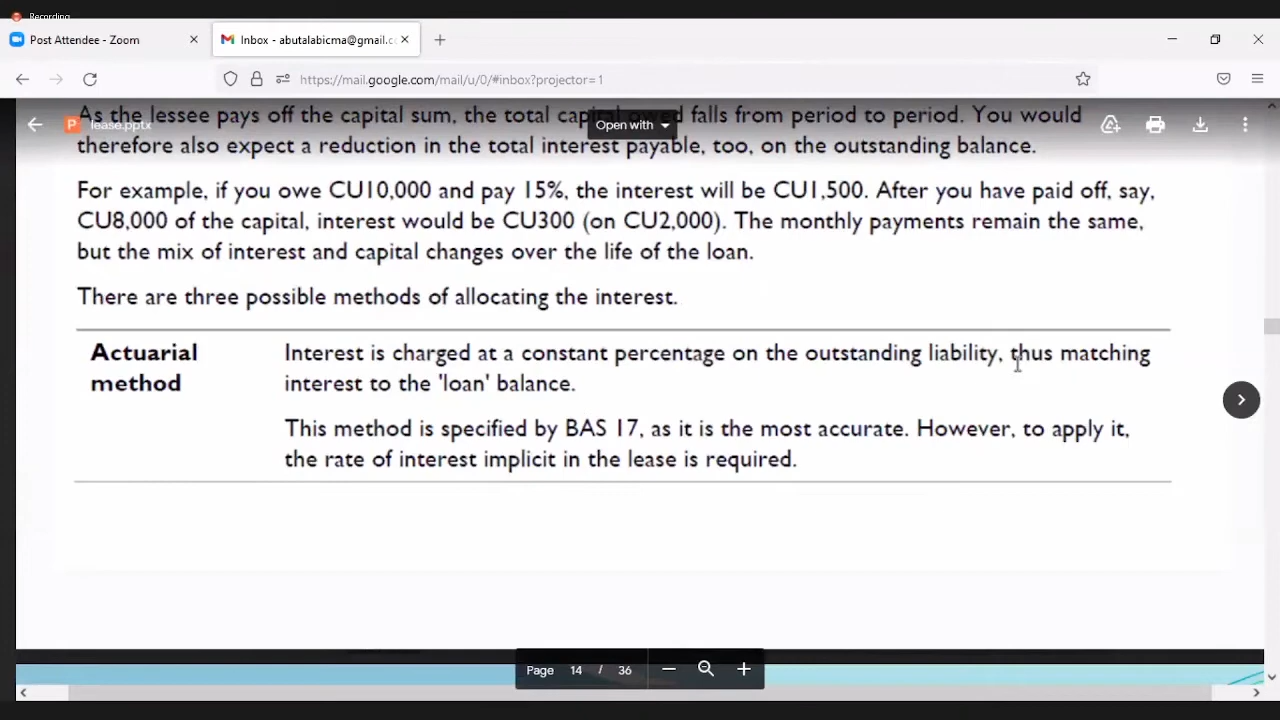 Recording
Post Attendee - Zoom
Inbox - abutalabicma@gmail.c
https://mail.google.com/mail/u/0/#inbox?projector=1
As the lessee pays off the capital sum, the total capital owed falls from period to period. You would
lease.pptx
Open with
therefore also expect a reduction in the total interest payable, too, on the outstanding balance.
For example, if you owe CU10,000 and pay 15%, the interest will be CU1,500. After you have paid off, say,
CU8,000 of the capital, interest would be CU300 (on CU2,000). The monthly payments remain the same,
but the mix of interest and capital changes over the life of the loan.
There are three possible methods of allocating the interest.
Actuarial method
Interest is charged at a constant percentage on the outstanding liability, thus matching
interest to the 'loan' balance.
This method is specified by BAS 17, as it is the most accurate. However, to apply it,
the rate of interest implicit in the lease is required.
Page 14 / 36